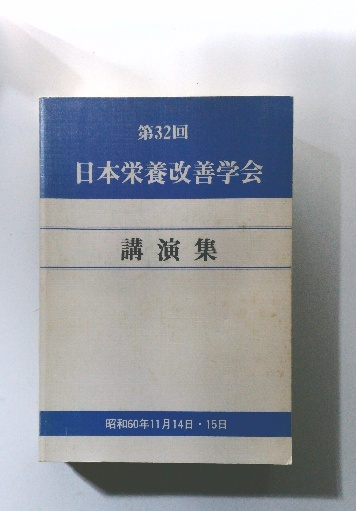 第32回
日本栄養改善学会
講演集
昭和60年11月14日・15日